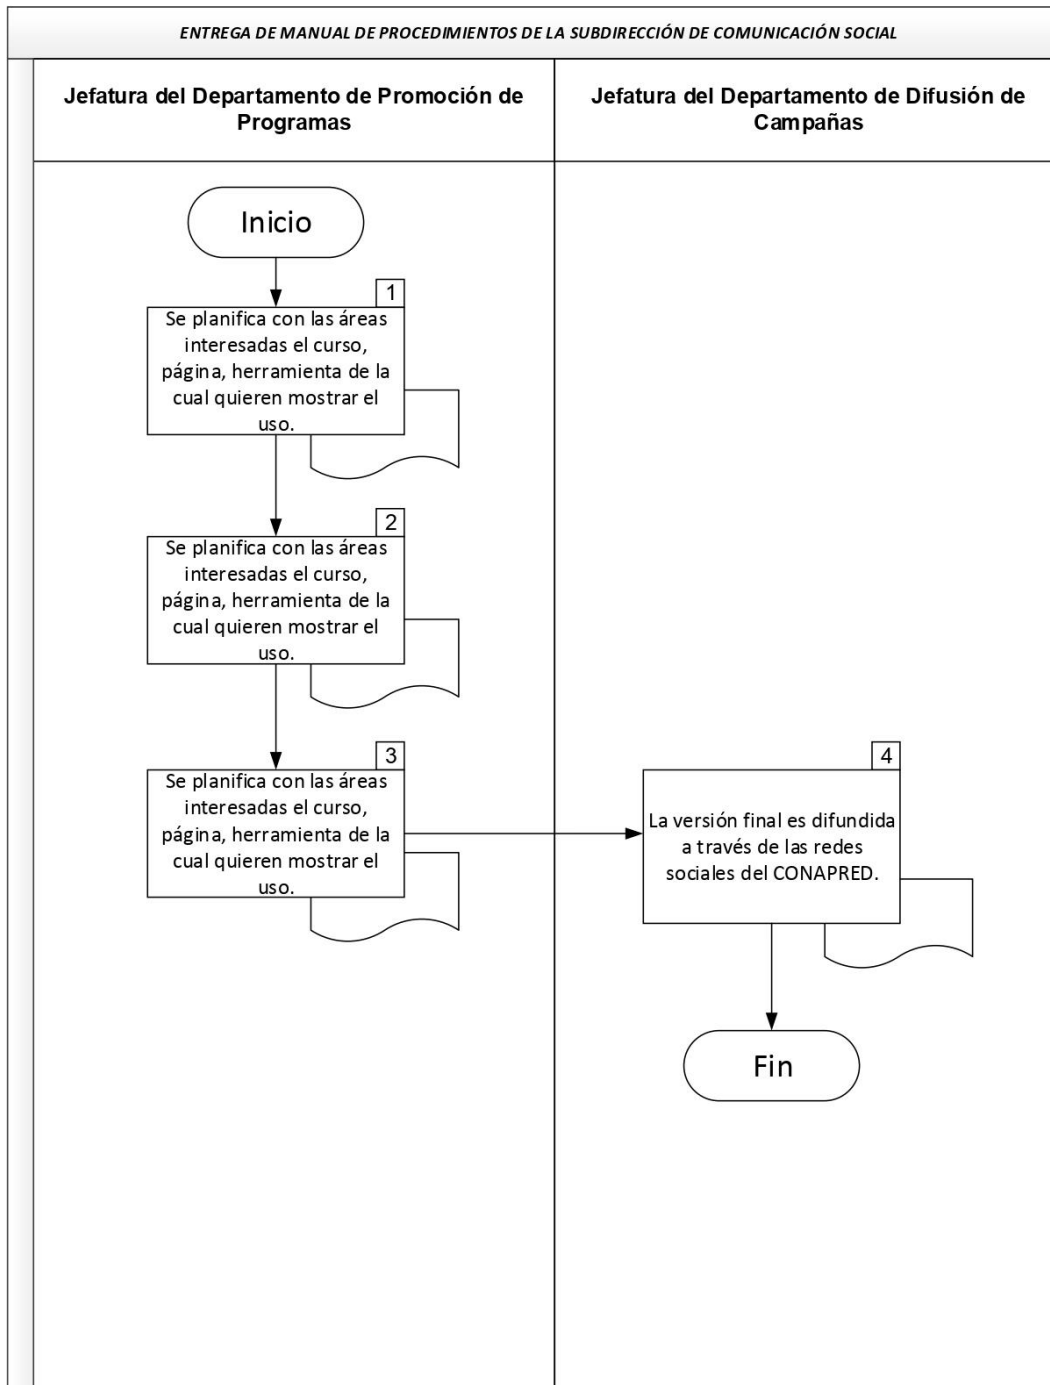 ENTREGA DE MANUAL DE PROCEDIMIENTOS DE LA SUBDIRECCIÓN DE COMUNICACIÓN SOCIAL
Jefatura del Departamento de Promoción de
Programas
Jefatura del Departamento de Difusión de
Campañas
Inicio
1
Se planifica con las áreas
interesadas el curso,
página, herramienta de la
cual quieren mostrar el
uso.
2
Se planifica con las áreas
interesadas el curso,
página, herramienta de la
cual quieren mostrar el
uso.
3
Se planifica con las áreas
interesadas el curso,
página, herramienta de la
cual quieren mostrar el
uso.
4
La versión final es difundida
a través de las redes
sociales del CONAPRED.
Fin